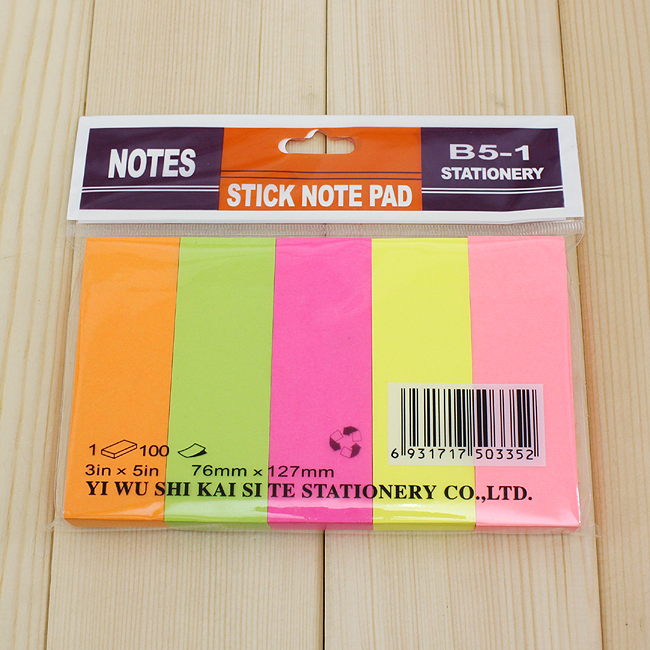 NOTES
STICK NOTE PAD
B5-1
STATIONERY
6 931717 503352
1 100
3in x 5in 76mm x 127mm
YI WU SHI KAI SI TE STATIONERY CO.,LTD.